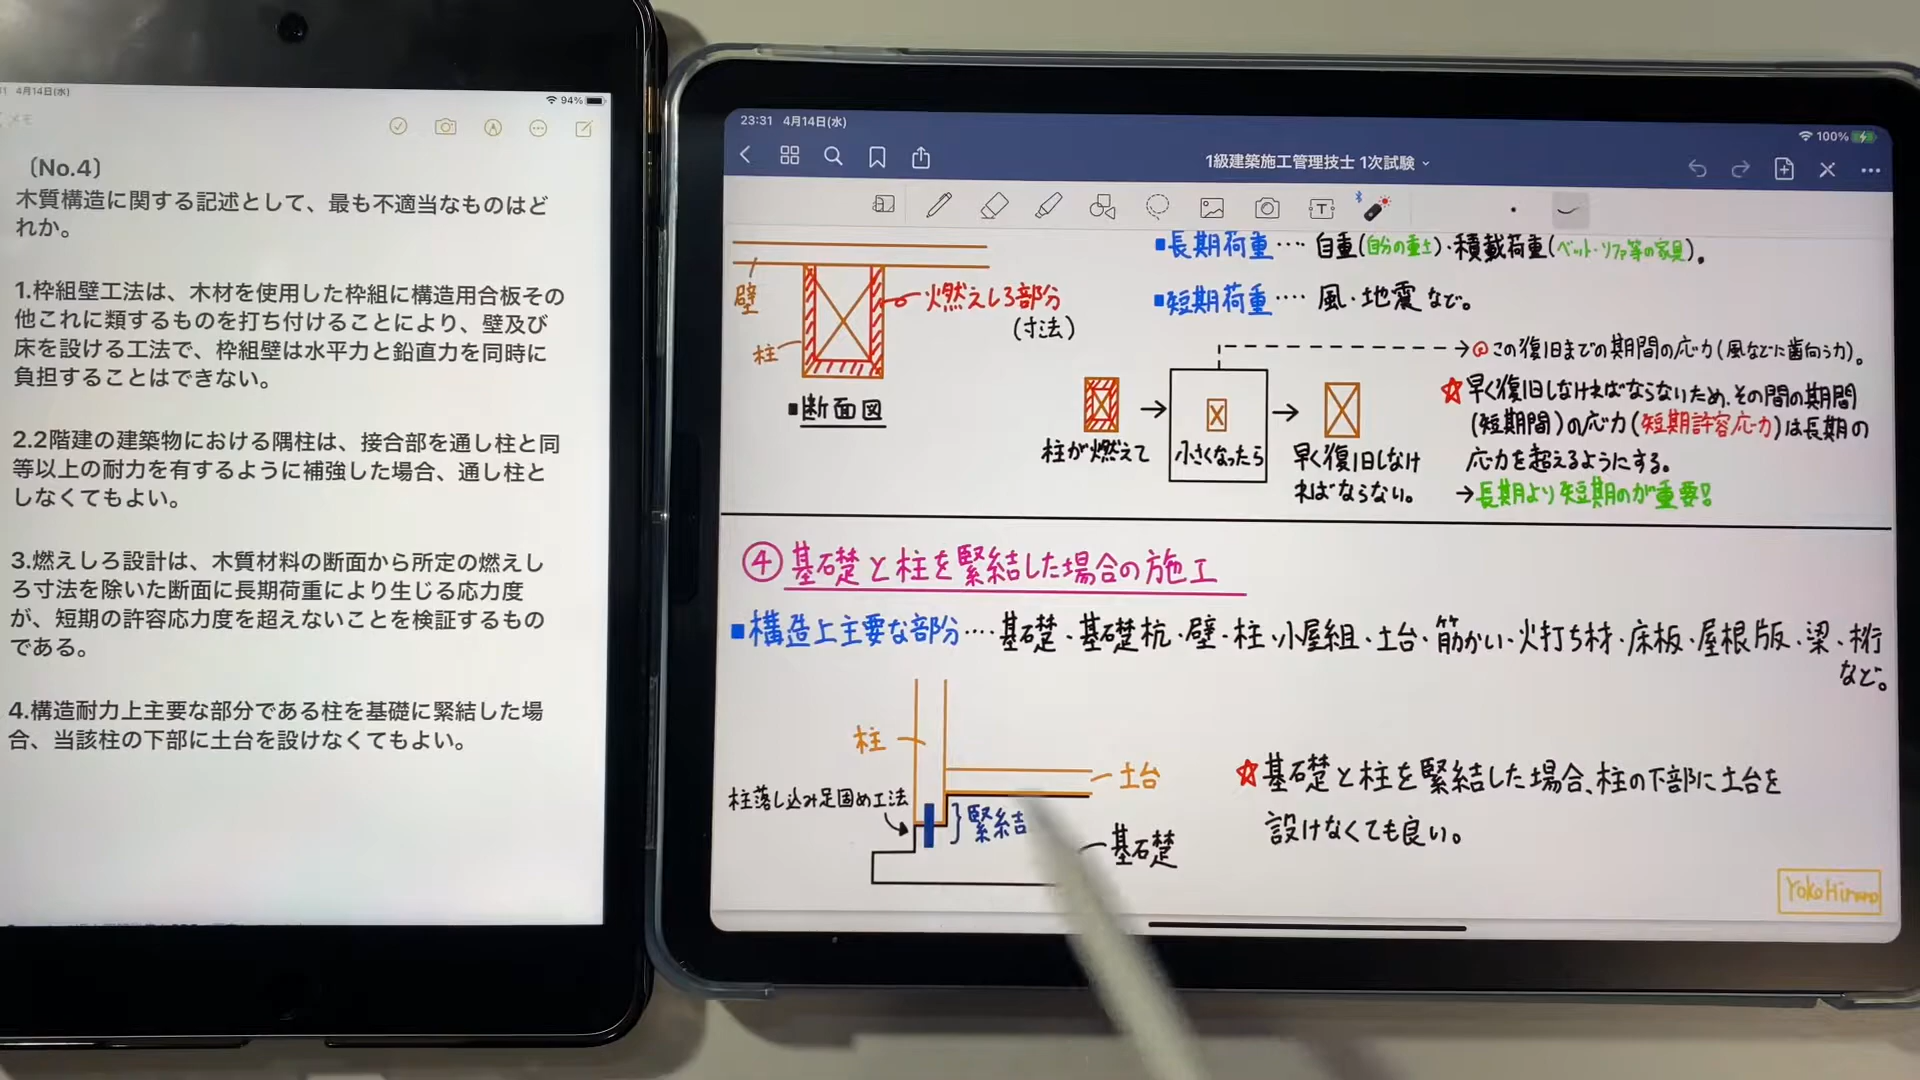 4月14日(水)
94%
メモ
〔No.4〕
木質構造に関する記述として、最も不適当なものはど
れか。
1.枠組壁工法は、木材を使用した枠組に構造用合板その
他これに類するものを打ち付けることにより、壁及び
床を設ける工法で、枠組壁は水平力と鉛直力を同時に
負担することはできない。
2.2階建の建築物における隅柱は、接合部を通し柱と同
等以上の耐力を有するように補強した場合、通し柱と
しなくてもよい。
3.燃えしろ設計は、木質材料の断面から所定の燃えし
ろ寸法を除いた断面に長期荷重により生じる応力度
が、短期の許容応力度を超えないことを検証するもの
である。
4.構造耐力上主要な部分である柱を基礎に緊結した場
合、当該柱の下部に土台を設けなくてもよい。
23:31 4月14日(水)
100%
1級建築施工管理技士 1次試験
■長期荷重‥‥ 自重(自分の重さ)・積載荷重(ベット・ソファ等の家具)。
■短期荷重‥‥ 風・地震など。
壁
柱
燃えしろ部分
(寸法)
■断面図
この復旧までの期間の応力(風などに歯向う力)。
柱が燃えて
小さくなったら
早く復旧しなけ
ればならない。
☆早く復旧しなければならないため、その間の期間
(短期間)の応力(短期許容応力)は長期の
応力を超えるようにする。
→長期より短期のが重要!
④基礎と柱を緊結した場合の施工
■構造上主要な部分‥‥基礎・基礎杭・壁・柱・小屋組・土台・筋かい・火打ち材・床板・屋根版・梁・桁
など。
柱
土台
柱落し込み足固め工法
緊結
基礎
☆基礎と柱を緊結した場合、柱の下部に土台を
設けなくても良い。
Yoko Hirano